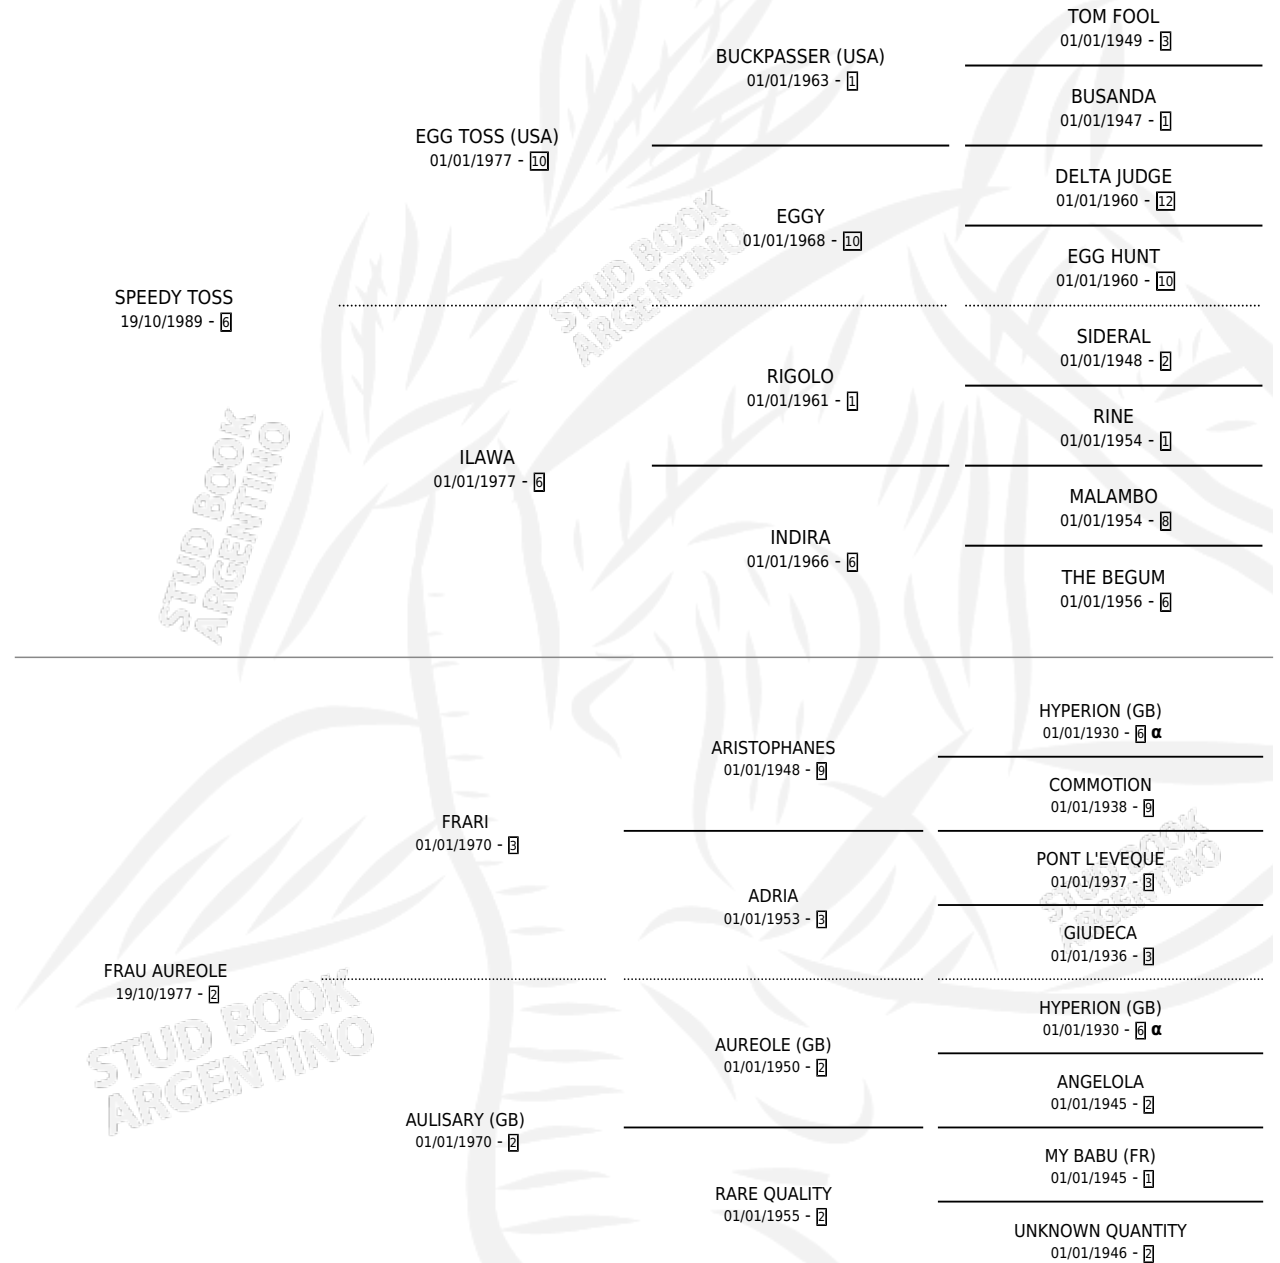 TOM FOOL
01/01/1949 - 3
BUCKPASSER (USA)
01/01/1963 - 1
BUSANDA
01/01/1947 - 1
EGG TOSS (USA)
01/01/1977 - 10
DELTA JUDGE
01/01/1960 - 12
EGGY
01/01/1968 - 10
EGG HUNT
01/01/1960 - 10
SPEEDY TOSS
19/10/1989 - 6
SIDERAL
01/01/1948 - 2
RIGOLO
01/01/1961 - 1
RINE
01/01/1954 - 1
ILAWA
01/01/1977 - 6
MALAMBO
01/01/1954 - 8
INDIRA
01/01/1966 - 6
THE BEGUM
01/01/1956 - 6
HYPERION (GB)
01/01/1930 - 6 α
ARISTOPHANES
01/01/1948 - 9
COMMOTION
01/01/1938 - 9
FRARI
01/01/1970 - 3
PONT L'EVEQUE
01/01/1937 - 3
ADRIA
01/01/1953 - 3
GIUDECA
01/01/1936 - 3
FRAU AUREOLE
19/10/1977 - 2
HYPERION (GB)
01/01/1930 - 6 α
AUREOLE (GB)
01/01/1950 - 2
ANGELOLA
01/01/1945 - 2
AULISARY (GB)
01/01/1970 - 2
MY BABU (FR)
01/01/1945 - 1
RARE QUALITY
01/01/1955 - 2
UNKNOWN QUANTITY
01/01/1946 - 2
STUD BOOK
ARGENTINO
STUD BOOK
ARGENTINO
STUD BOOK
ARGENTINO
STUD BOOK
ARGENTINO